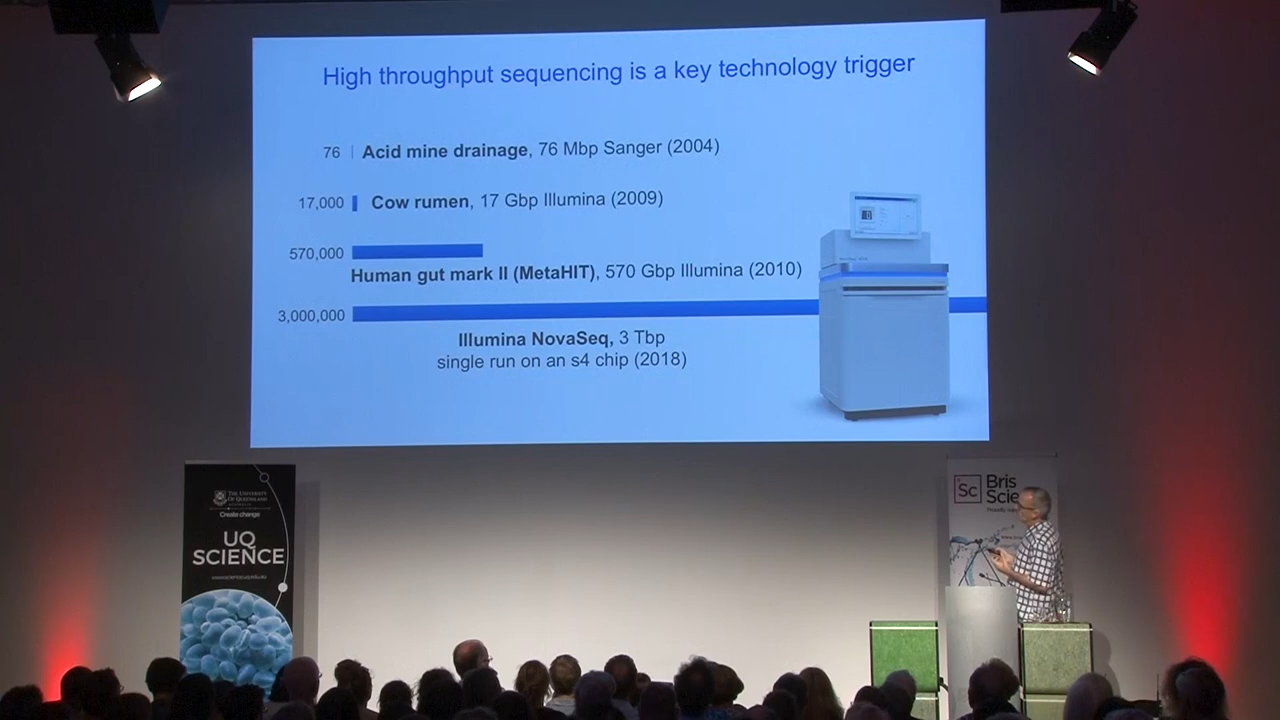 High throughput sequencing is a key technology trigger
76 Acid mine drainage, 76 Mbp Sanger (2004)
17,000 Cow rumen, 17 Gbp Illumina (2009)
570,000
Human gut mark II (MetaHIT), 570 Gbp Illumina (2010)
3,000,000
Illumina NovaSeq, 3 Tbp
single run on an s4 chip (2018)
THE UNIVERSITY
OF QUEENSLAND
AUSTRALIA
Create change
UQ
SCIENCE
Sc
Bris
Scie
Proudly